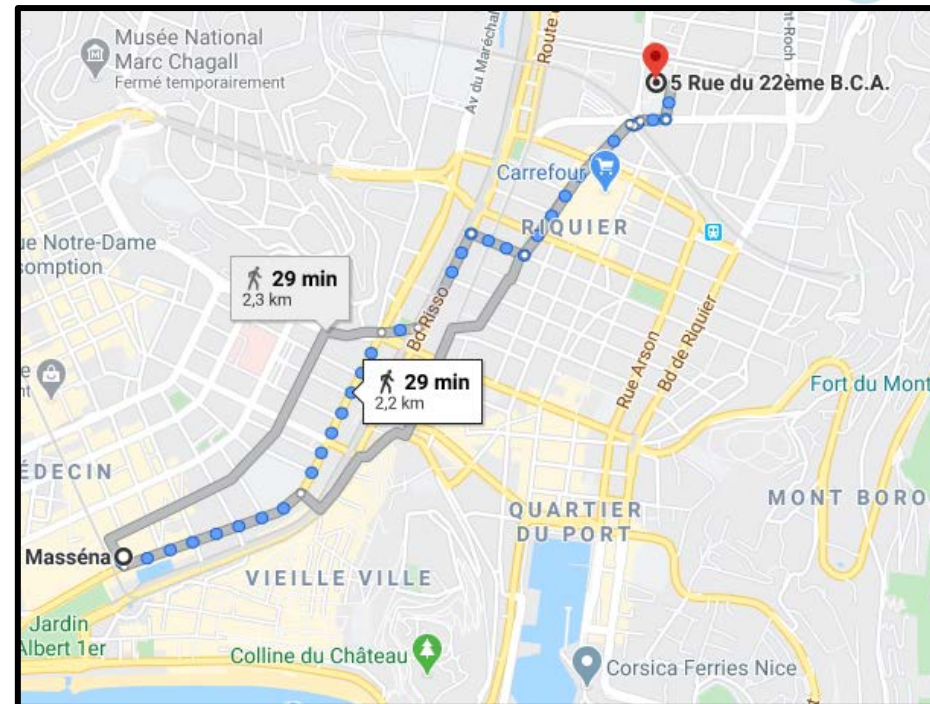 Musée National
Marc Chagall
Fermé temporairement
Av du Maréchal
Route
nt-Roch
5 Rue du 22ème B.C.A.
Carrefour
RIQUIER
ue Notre-Dame
somption
29 min
2,3 km
Bd Risso
29 min
2,2 km
Rue Arson
Bd de Riquier
Fort du Mont
ÉDECIN
MONT BORO
QUARTIER
DU PORT
Masséna
VIEILLE VILLE
Jardin
Albert 1er
Colline du Château
Corsica Ferries Nice